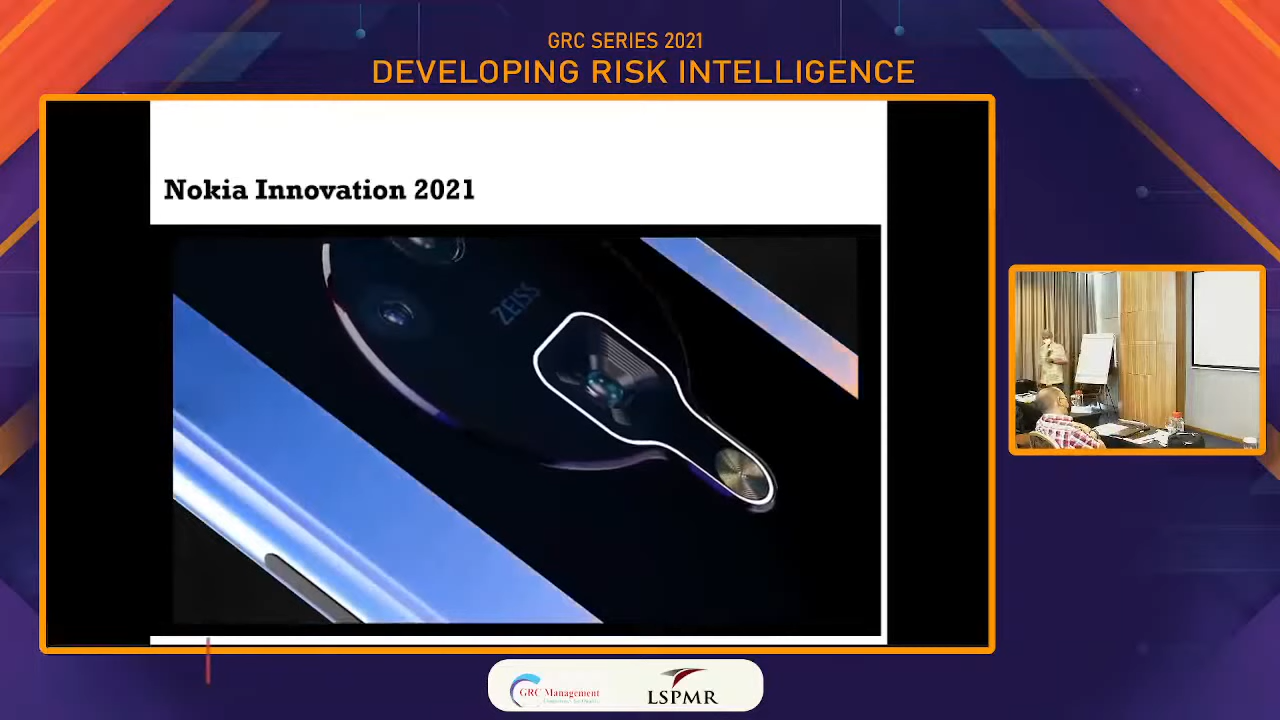 GRC SERIES 2021
DEVELOPING RISK INTELLIGENCE
Nokia Innovation 2021
ZEISS
GRC Management
LSPMR